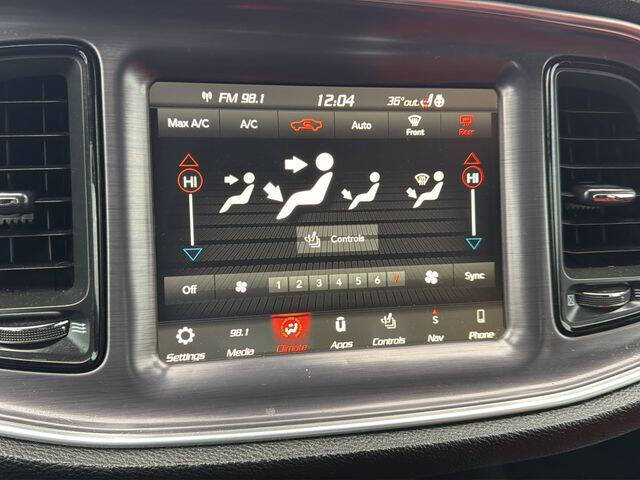 FM 98.1 12:04 36°out
Max A/C A/C Auto Front Rear
HI HI
Controls
Off 1 2 3 4 5 6 7 Sync
98.1 S
Settings Media Climate Apps Controls Nav Phone